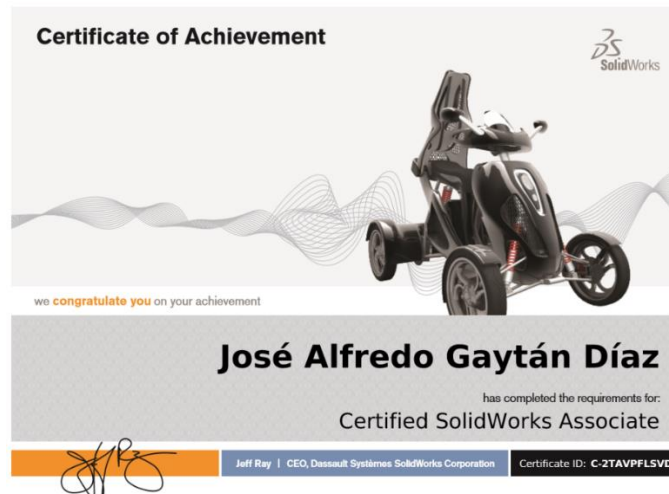 Certificate of Achievement
SolidWorks
we congratulate you on your achievement
José Alfredo Gaytán Díaz
has completed the requirements for:
Certified SolidWorks Associate
Jeff Ray | CEO, Dassault Systèmes SolidWorks Corporation
Certificate ID: C-2TAVPFLSVD